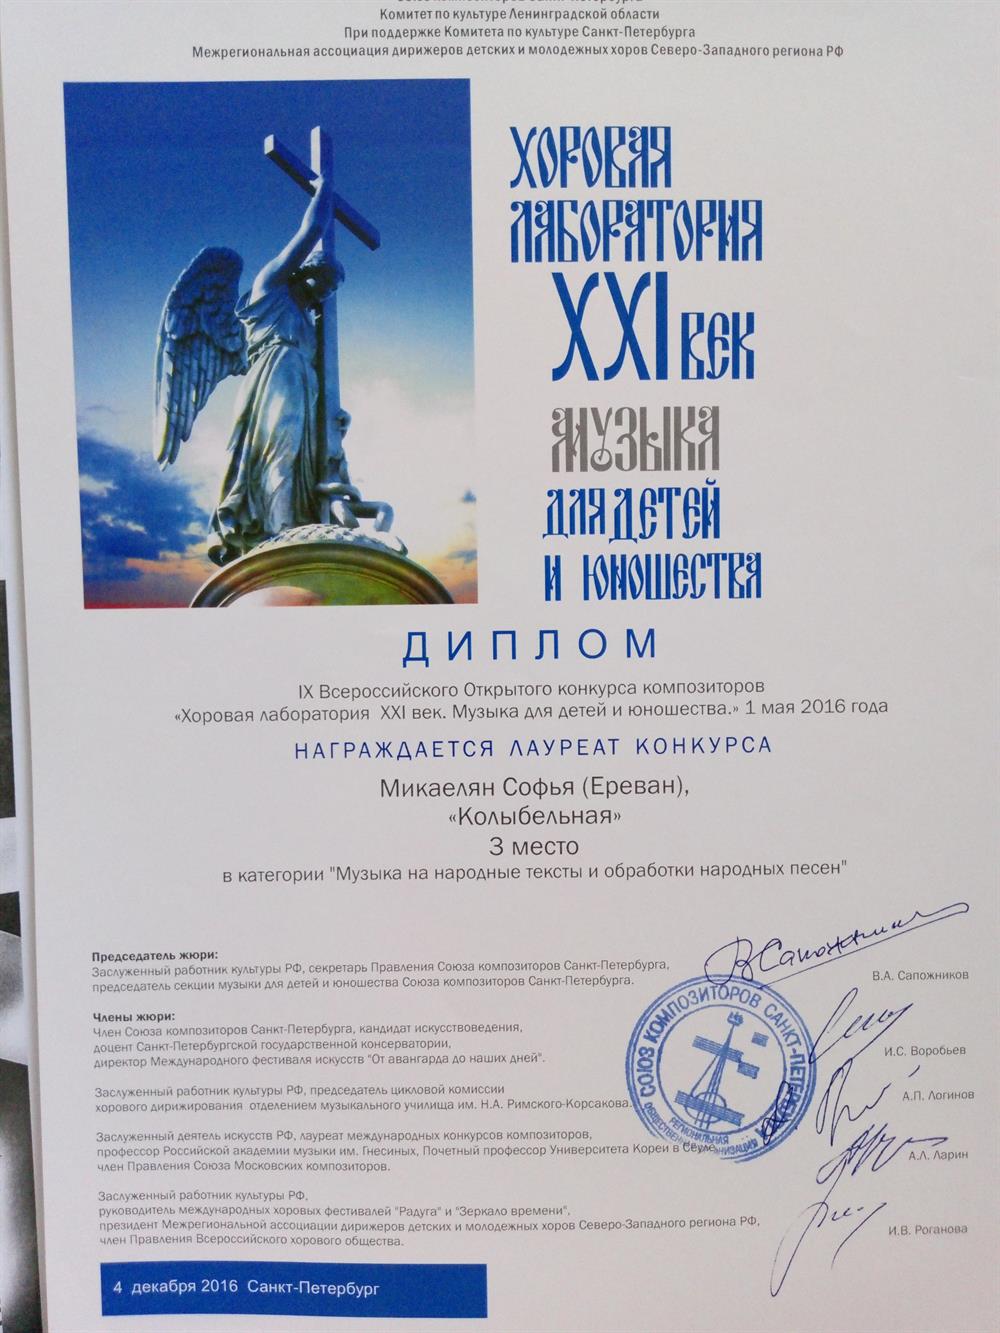 Союз композиторов Санкт-Петербурга
Комитет по культуре Ленинградской области
При поддержке Комитета по культуре Санкт-Петербурга
Межрегиональная ассоциация дирижеров детских и молодежных хоров Северо-Западного региона РФ
ХОРОВАЯ
ЛАБОРАТОРИЯ
XXI ВЕК
МУЗЫКА
ДЛЯ ДЕТЕЙ
И ЮНОШЕСТВА
ДИПЛОМ
IX Всероссийского Открытого конкурса композиторов
«Хоровая лаборатория XXI век. Музыка для детей и юношества.» 1 мая 2016 года
НАГРАЖДАЕТСЯ ЛАУРЕАТ КОНКУРСА
Микаелян Софья (Ереван),
«Колыбельная»
3 место
в категории "Музыка на народные тексты и обработки народных песен"
Председатель жюри:
Заслуженный работник культуры РФ, секретарь Правления Союза композиторов Санкт-Петербурга,
председатель секции музыки для детей и юношества Союза композиторов Санкт-Петербурга.
В.А. Сапожников
Члены жюри:
Член Союза композиторов Санкт-Петербурга, кандидат искусствоведения,
доцент Санкт-Петербургской государственной консерватории,
директор Международного фестиваля искусств "От авангарда до наших дней".
И.С. Воробьев
Заслуженный работник культуры РФ, председатель цикловой комиссии
хорового дирижирования отделением музыкального училища им. Н.А. Римского-Корсакова.
А.П. Логинов
Заслуженный деятель искусств РФ, лауреат международных конкурсов композиторов,
профессор Российской академии музыки им. Гнесиных, Почетный профессор Университета Кореи в Сеуле,
член Правления Союза Московских композиторов.
А.Л. Ларин
Заслуженный работник культуры РФ,
руководитель международных хоровых фестивалей "Радуга" и "Зеркало времени",
президент Межрегиональной ассоциации дирижеров детских и молодежных хоров Северо-Западного региона РФ,
член Правления Всероссийского хорового общества.
И.В. Роганова
СОЮЗ КОМПОЗИТОРОВ САНКТ-ПЕТЕРБУРГА
РЕГИОНАЛЬНАЯ
ОБЩЕСТВЕННАЯ ОРГАНИЗАЦИЯ
4 декабря 2016 Санкт-Петербург